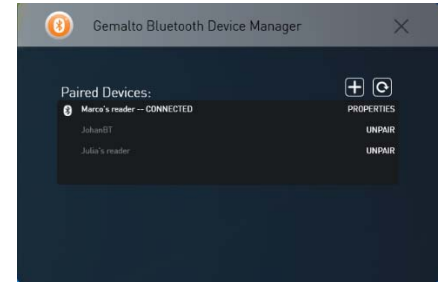 Gemalto Bluetooth Device Manager
Paired Devices:
Marco's reader -- CONNECTED PROPERTIES
JohanBT UNPAIR
Julia's reader UNPAIR